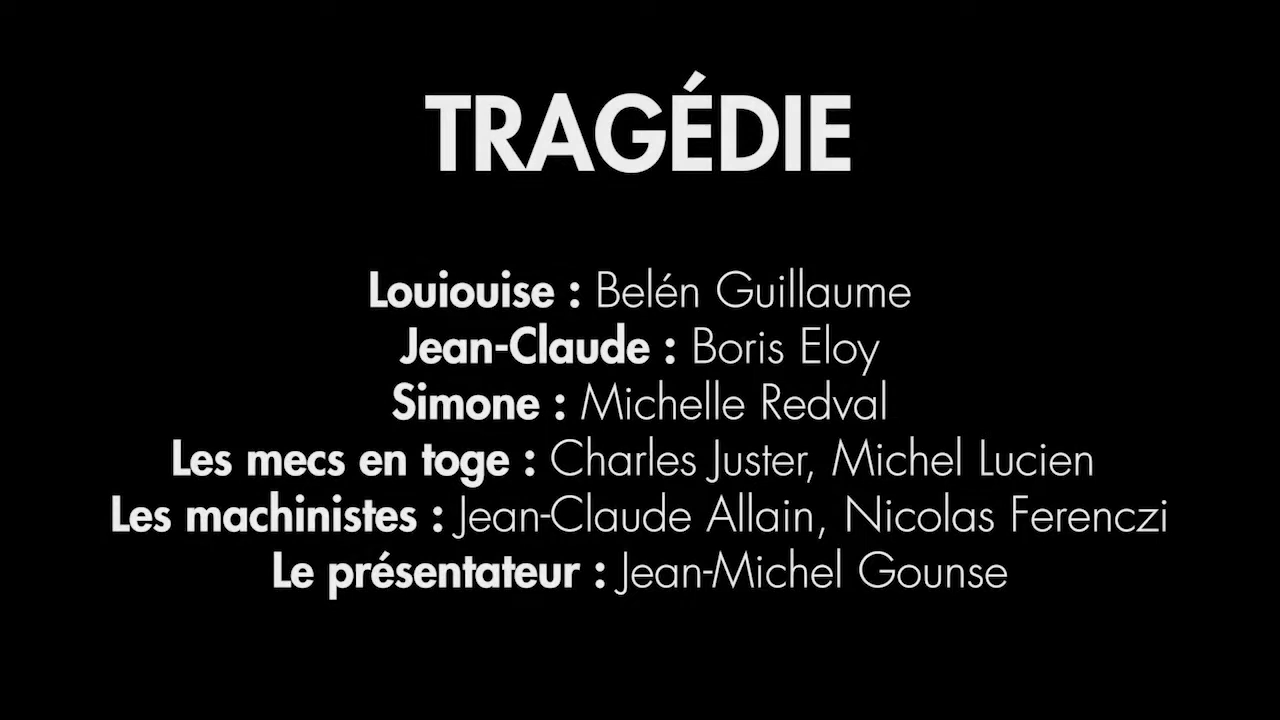 TRAGÉDIE
Louiouise : Belén Guillaume
Jean-Claude : Boris Eloy
Simone : Michelle Redval
Les mecs en toge : Charles Juster, Michel Lucien
Les machinistes : Jean-Claude Allain, Nicolas Ferenczi
Le présentateur : Jean-Michel Gounse